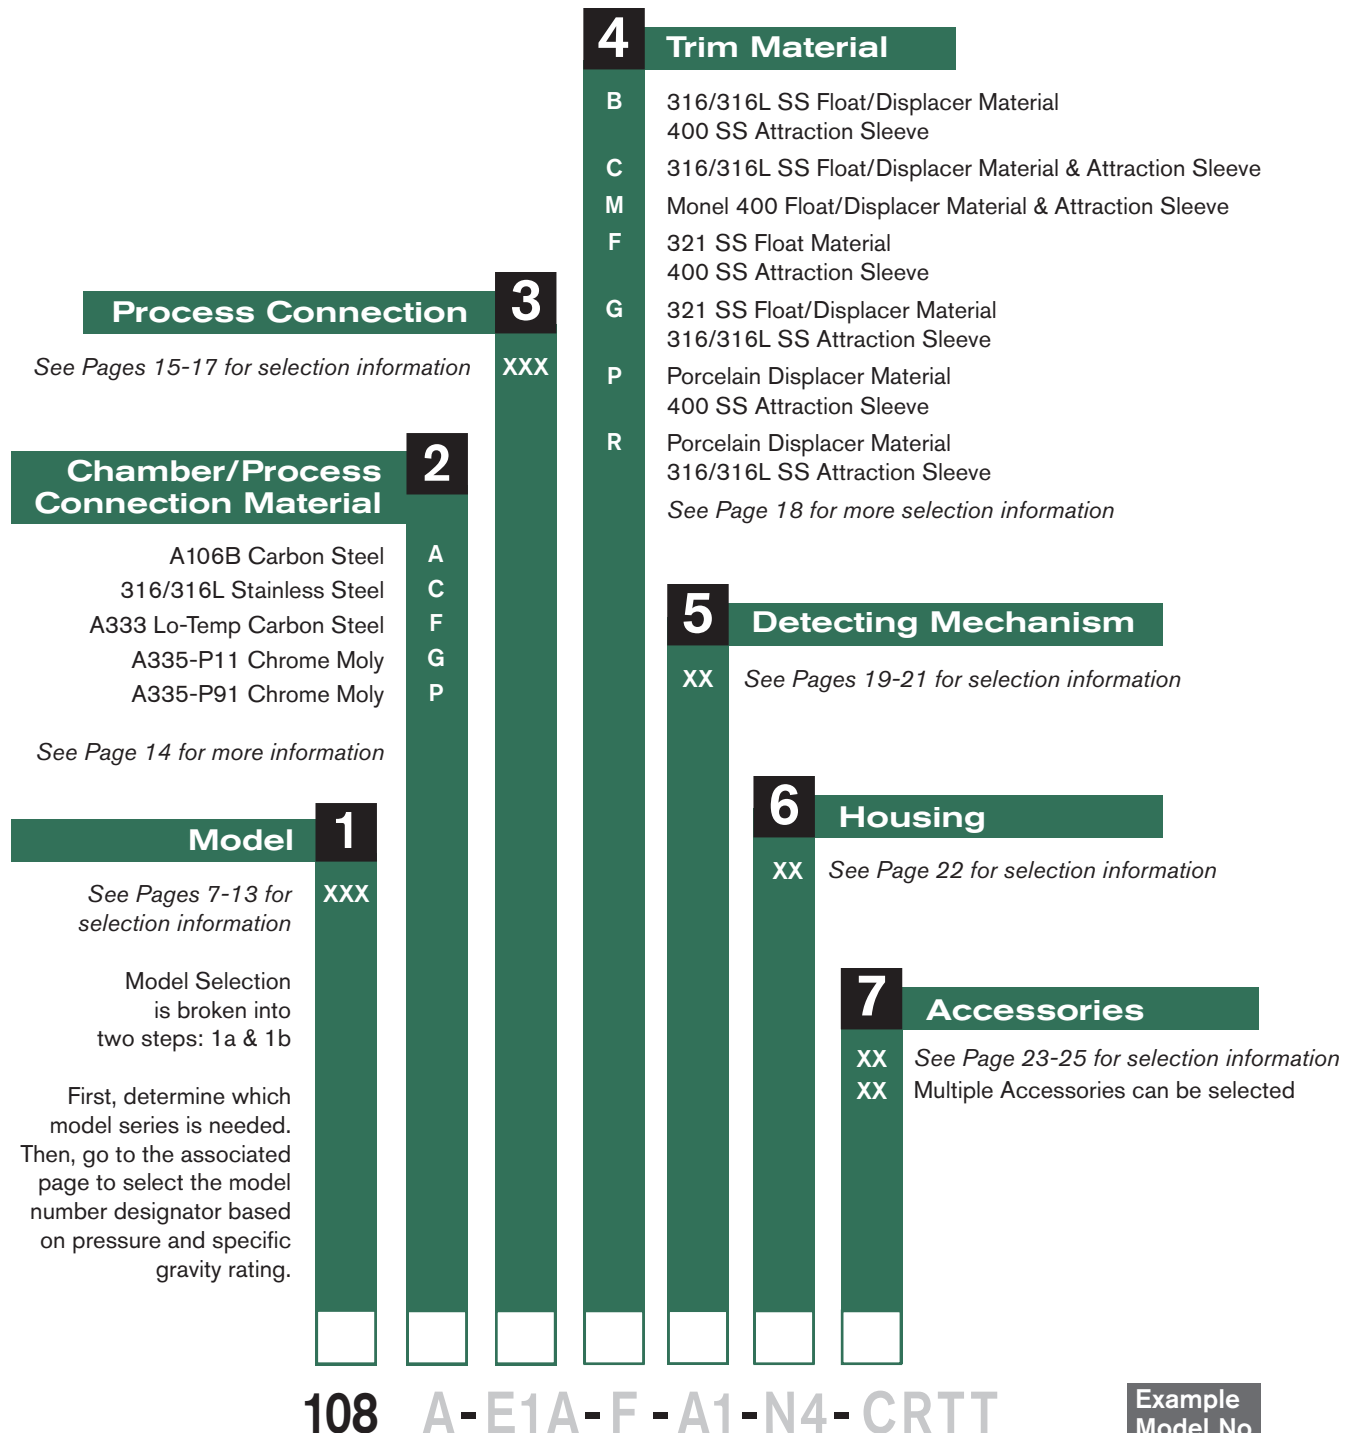 4 Trim Material
B 316/316L SS Float/Displacer Material
400 SS Attraction Sleeve
C 316/316L SS Float/Displacer Material & Attraction Sleeve
M Monel 400 Float/Displacer Material & Attraction Sleeve
F 321 SS Float Material
400 SS Attraction Sleeve
G 321 SS Float/Displacer Material
316/316L SS Attraction Sleeve
P Porcelain Displacer Material
400 SS Attraction Sleeve
R Porcelain Displacer Material
316/316L SS Attraction Sleeve
See Page 18 for more selection information
Process Connection 3
See Pages 15-17 for selection information XXX
Chamber/Process 2
Connection Material
A106B Carbon Steel A
316/316L Stainless Steel C
A333 Lo-Temp Carbon Steel F
A335-P11 Chrome Moly G
A335-P91 Chrome Moly P
See Page 14 for more information
5 Detecting Mechanism
XX See Pages 19-21 for selection information
6 Housing
XX See Page 22 for selection information
Model 1
See Pages 7-13 for XXX
selection information
Model Selection
is broken into
two steps: 1a & 1b
First, determine which
model series is needed.
Then, go to the associated
page to select the model
number designator based
on pressure and specific
gravity rating.
7 Accessories
XX See Page 23-25 for selection information
XX Multiple Accessories can be selected
108 A-E1A-F-A1-N4-CRTT
Example
Model No